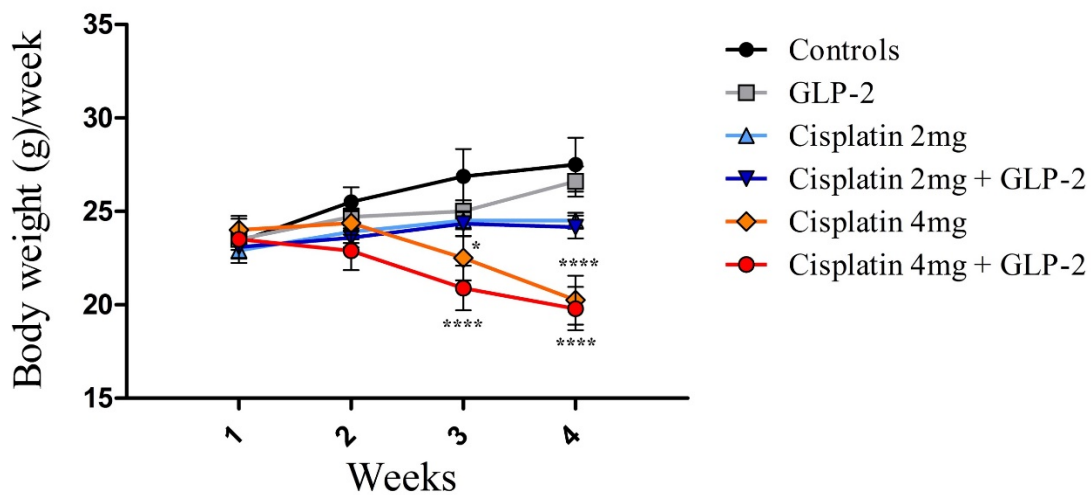 Body weight (g)/week
35
30
25
20
15
*
****
****
****
1
2
3
4
Weeks
Controls
GLP-2
Cisplatin 2mg
Cisplatin 2mg + GLP-2
Cisplatin 4mg
Cisplatin 4mg + GLP-2